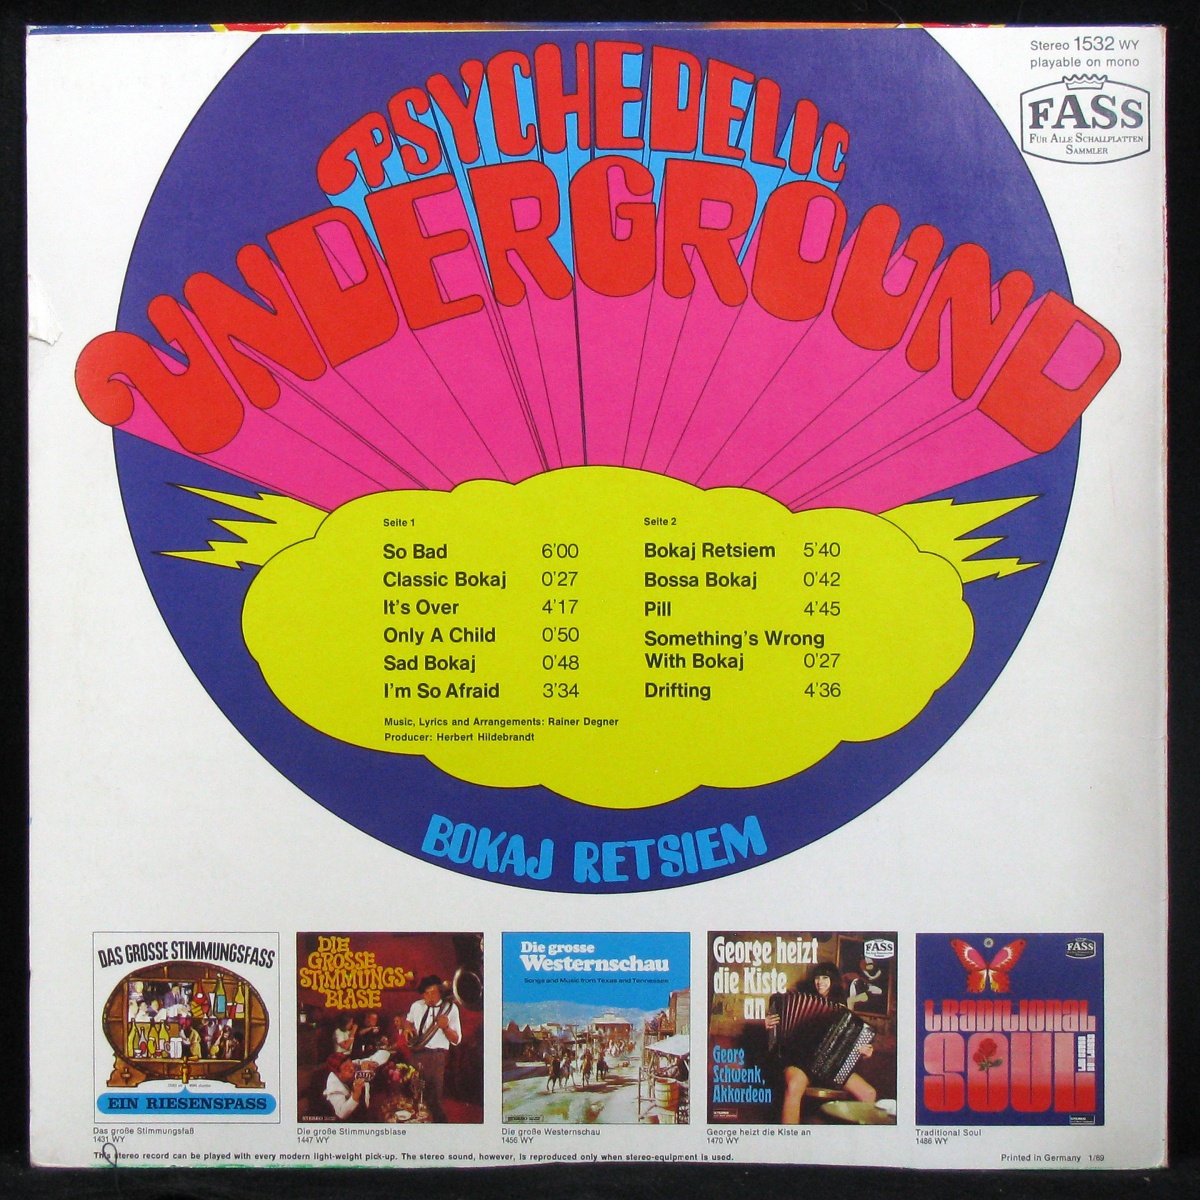 Stereo 1532 WY
playable on mono
FASS
FÜR ALLE SCHALLPLATTEN
SAMMLER
PSYCHEDELIC
UNDERGROUND
Seite 1
So Bad 6'00
Classic Bokaj 0'27
It's Over 4'17
Only A Child 0'50
Sad Bokaj 0'48
I'm So Afraid 3'34
Seite 2
Bokaj Retsiem 5'40
Bossa Bokaj 0'42
Pill 4'45
Something's Wrong
With Bokaj 0'27
Drifting 4'36
Music, Lyrics and Arrangements: Rainer Degner
Producer: Herbert Hildebrandt
BOKAJ RETSIEM
DAS GROSSE STIMMUNGSFASS
EIN RIESENSPASS
DIE
GROSSE
STIMMUNGS-
BLASE
Die grosse
Westernschau
Songs and Music from Texas and Tennessee
George heizt
die Kiste
an
FASS
Georg
Schwenk,
Akkordeon
FASS
TRADITIONAL
SOUL
Das große Stimmungsfaß
1431 WY
Die große Stimmungsblase
1447 WY
Die große Westernschau
1456 WY
George heizt die Kiste an
1470 WY
Traditional Soul
1486 WY
This stereo record can be played with every modern light-weight pick-up. The stereo sound, however, is reproduced only when stereo-equipment is used.
Printed in Germany 1/69